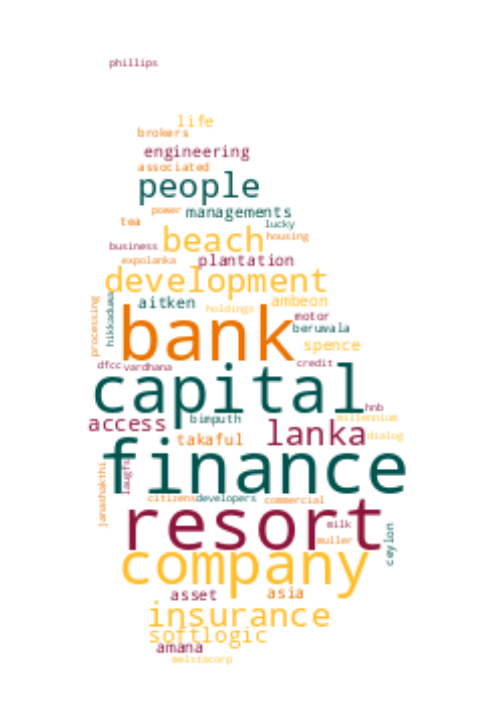 phillips
life
brokers
engineering
associated
people
power managements
tea
lucky
beach housing
business
expolanka plantation
development
aitken ambeon
hikkaduwa
processing
holdings
motor
beruwala
bank
spence
dfcc vardhana credit
capital
hnb
access bimputh millennium
lanka
takaful dialog
finance
janashakthi
laugfs
citizens developers commercial
resort
milk
muller
ceylon
company
asset asia
insurance
softlogic
amana
melstacorp